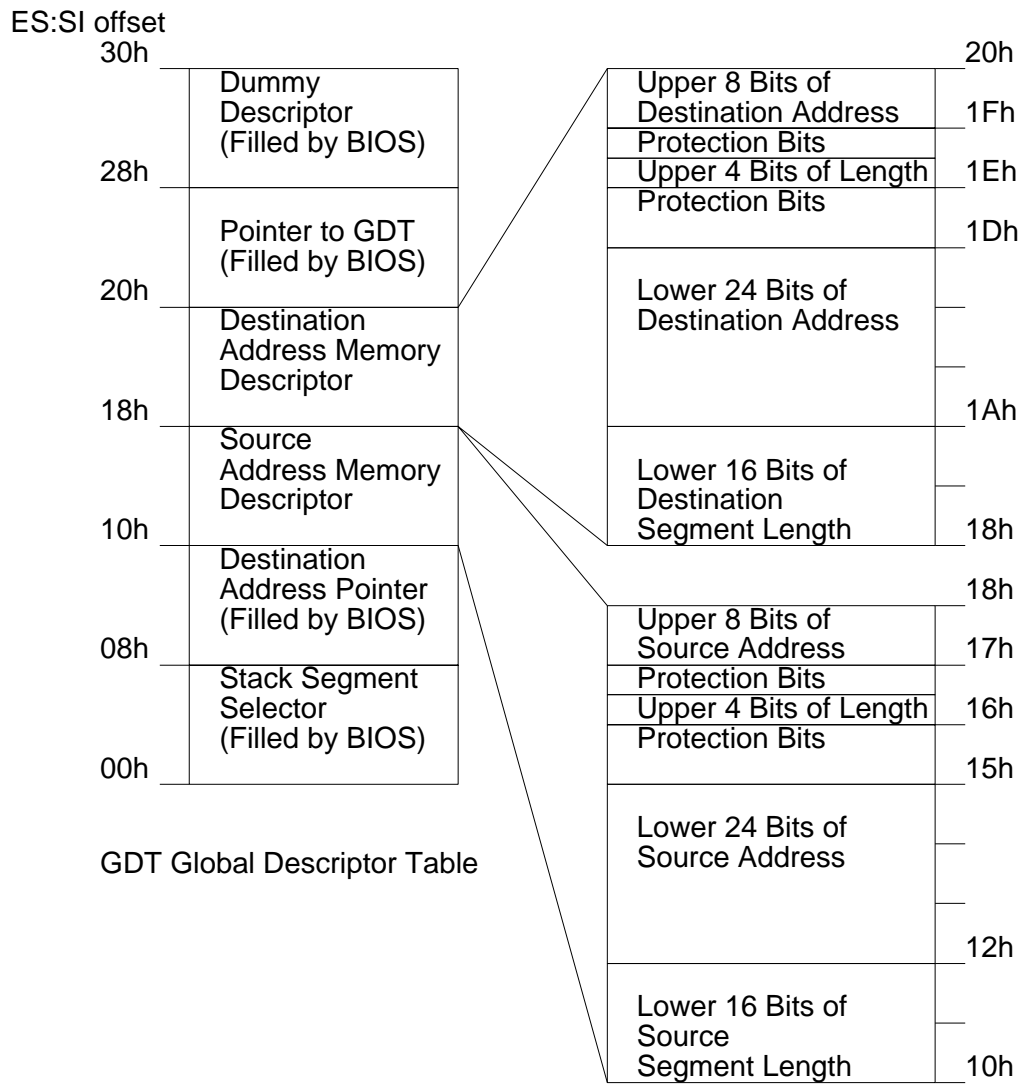 ES:SI offset
30h
Dummy
Descriptor
(Filled by BIOS)
28h
Pointer to GDT
(Filled by BIOS)
20h
Destination
Address Memory
Descriptor
18h
Source
Address Memory
Descriptor
10h
Destination
Address Pointer
(Filled by BIOS)
08h
Stack Segment
Selector
(Filled by BIOS)
00h
GDT Global Descriptor Table
20h
Upper 8 Bits of
Destination Address
1Fh
Protection Bits
Upper 4 Bits of Length
1Eh
Protection Bits
1Dh
Lower 24 Bits of
Destination Address
1Ah
Lower 16 Bits of
Destination
Segment Length
18h
18h
Upper 8 Bits of
Source Address
17h
Protection Bits
Upper 4 Bits of Length
16h
Protection Bits
15h
Lower 24 Bits of
Source Address
12h
Lower 16 Bits of
Source
Segment Length
10h